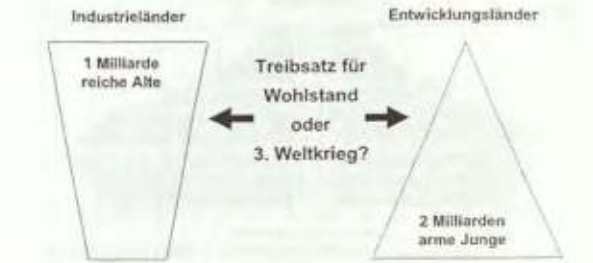 Industrieländer
Entwicklungsländer
1 Milliarde
reiche Alte
Treibsatz für
Wohlstand
oder
3. Weltkrieg?
2 Milliarden
arme Junge